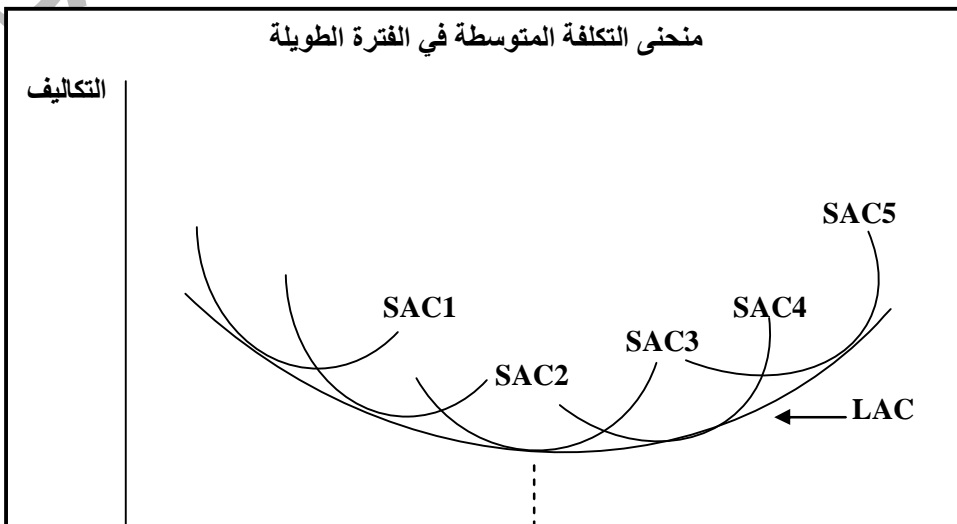 منحنى التكلفة المتوسطة في الفترة الطويلة
التكاليف
SAC5
SAC1
SAC4
SAC3
SAC2
LAC